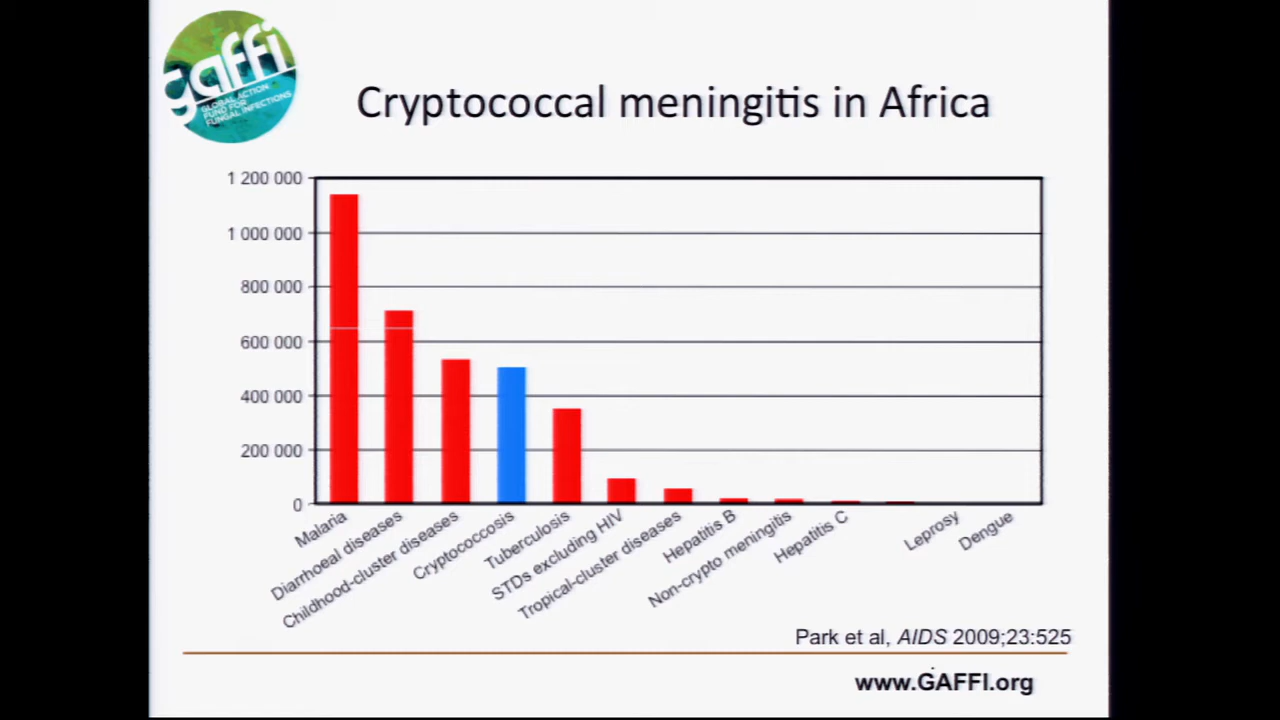 gaffi
GLOBAL ACTION
FUND FOR
FUNGAL INFECTIONS
Cryptococcal meningitis in Africa
1 200 000
1 000 000
800 000
600 000
400 000
200 000
0
Malaria
Diarrhoeal diseases
Childhood-cluster diseases
Cryptococcosis
Tuberculosis
STDs excluding HIV
Tropical-cluster diseases
Hepatitis B
Non-crypto meningitis
Hepatitis C
Leprosy
Dengue
Park et al, AIDS 2009;23:525
www.GAFFI.org